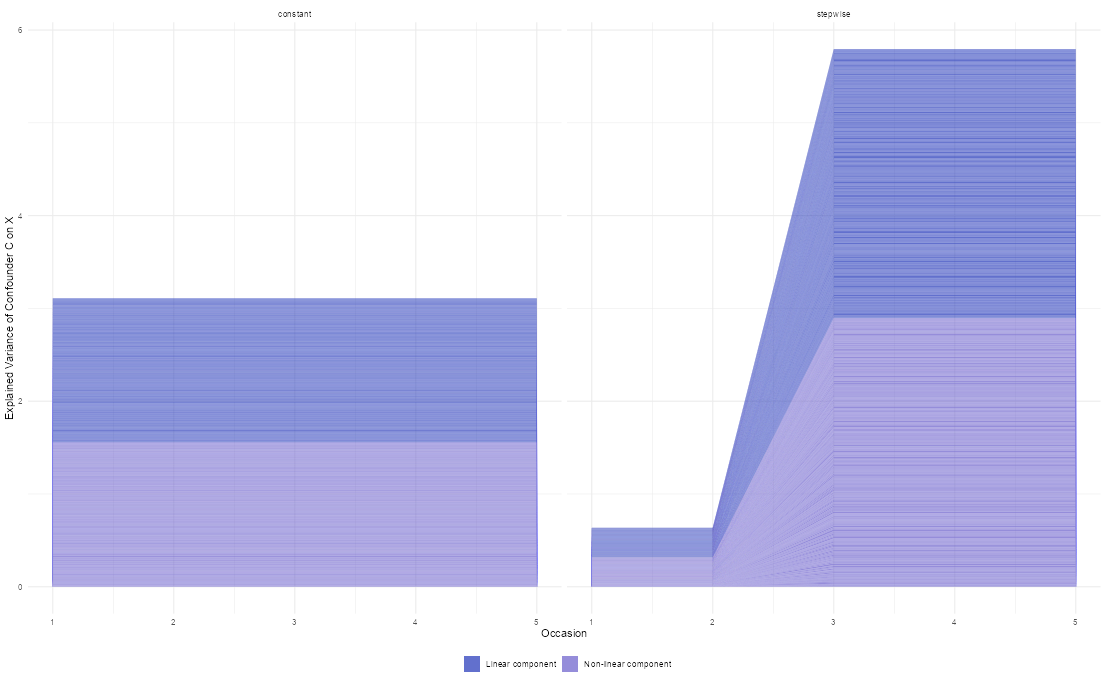 constant
stepwise
6
4
2
0
Explained Variance of Confounder C on X
1 2 3 4 5
1 2 3 4 5
Occasion
Linear component
Non-linear component